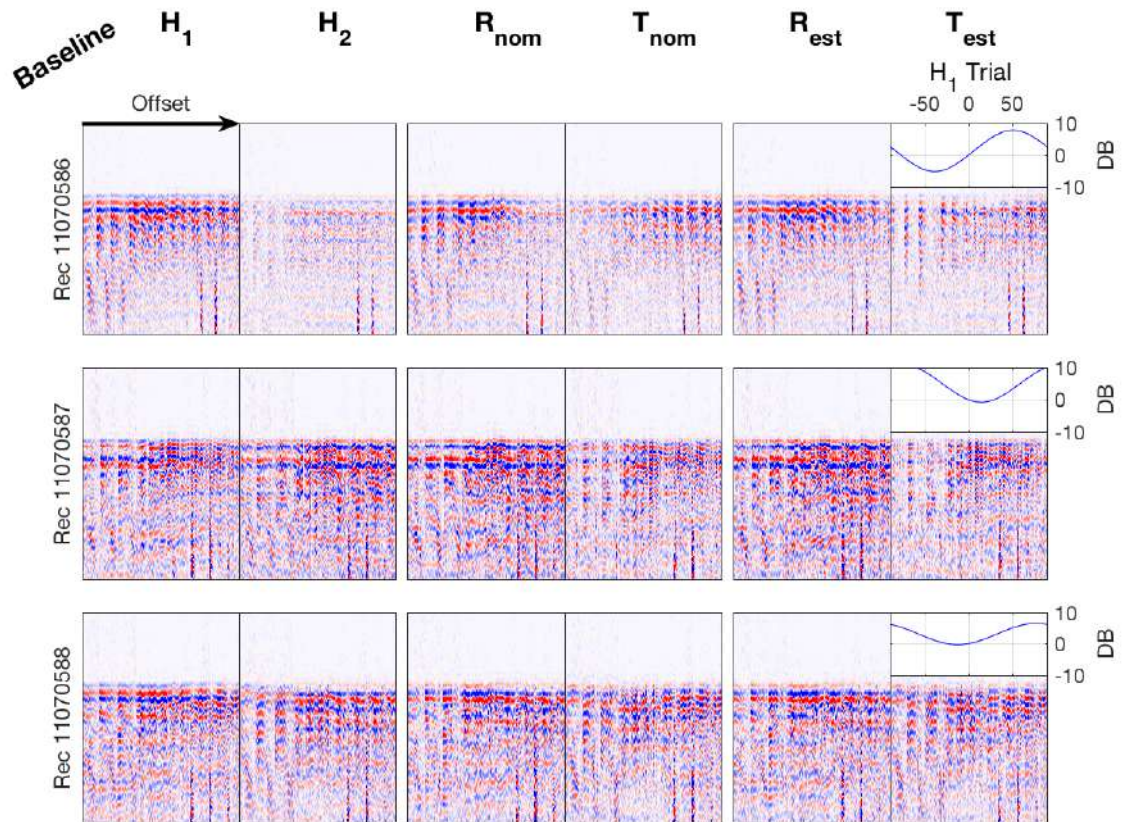 Baseline H1 H2 Rnom Tnom Rest Test
H1 Trial
Offset -50 0 50
Rec 11070586
10
0
-10
DB
Rec 11070587
10
0
-10
DB
Rec 11070588
10
0
-10
DB